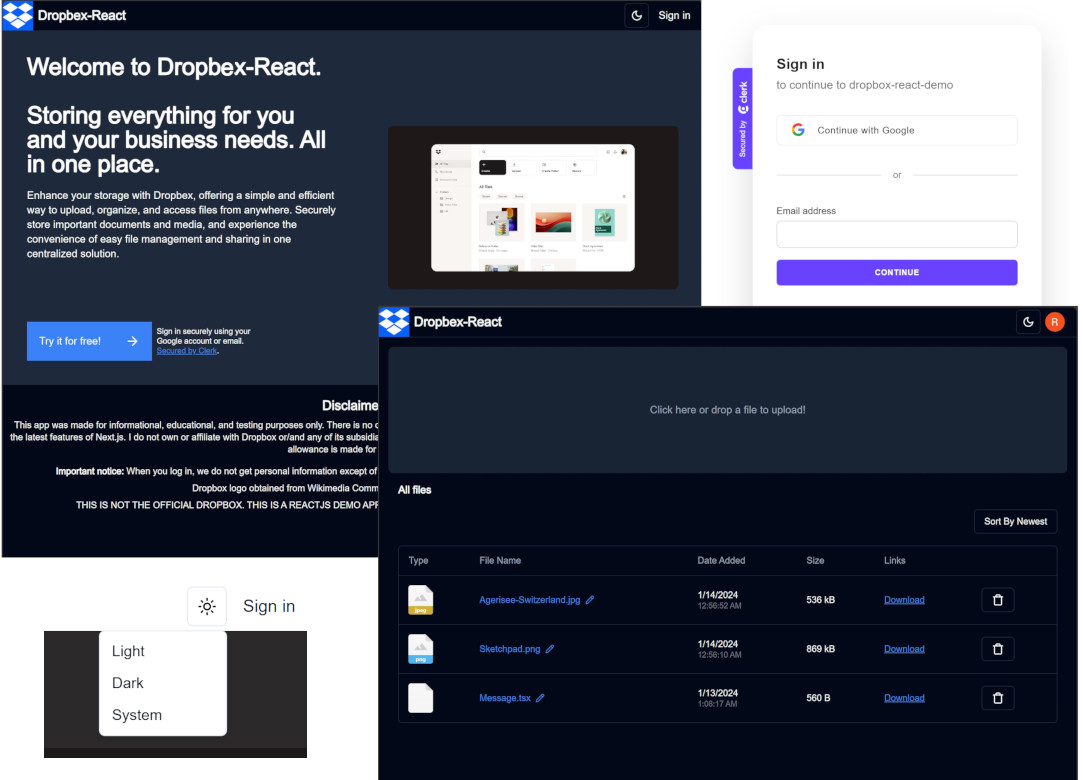 Dropbex-React
Sign in
Welcome to Dropbex-React.
Storing everything for you
and your business needs. All
in one place.
Enhance your storage with Dropbex, offering a simple and efficient
way to upload, organize, and access files from anywhere. Securely
store important documents and media, and experience the
convenience of easy file management and sharing in one
centralized solution.
All files
Try it for free!
Sign in securely using your
Google account or email.
Secured by Clerk.
Disclaime
This app was made for informational, educational, and testing purposes only. There is no c
the latest features of Next.js. I do not own or affiliate with Dropbox or/and any of its subsidia
allowance is made for
Important notice: When you log in, we do not get personal information except of
Dropbox logo obtained from Wikimedia Comm
THIS IS NOT THE OFFICIAL DROPBOX. THIS IS A REACTJS DEMO APP
Secured by clerk
Sign in
to continue to dropbox-react-demo
Continue with Google
or
Email address
CONTINUE
Dropbex-React
R
Click here or drop a file to upload!
All files
Sort By Newest
Type File Name Date Added Size Links
jpeg Agerisee-Switzerland.jpg 1/14/2024 536 kB Download
12:56:52 AM
png Sketchpad.png 1/14/2024 869 kB Download
12:56:10 AM
Message.tsx 1/13/2024 560 B Download
1:08:17 AM
Sign in
Light
Dark
System